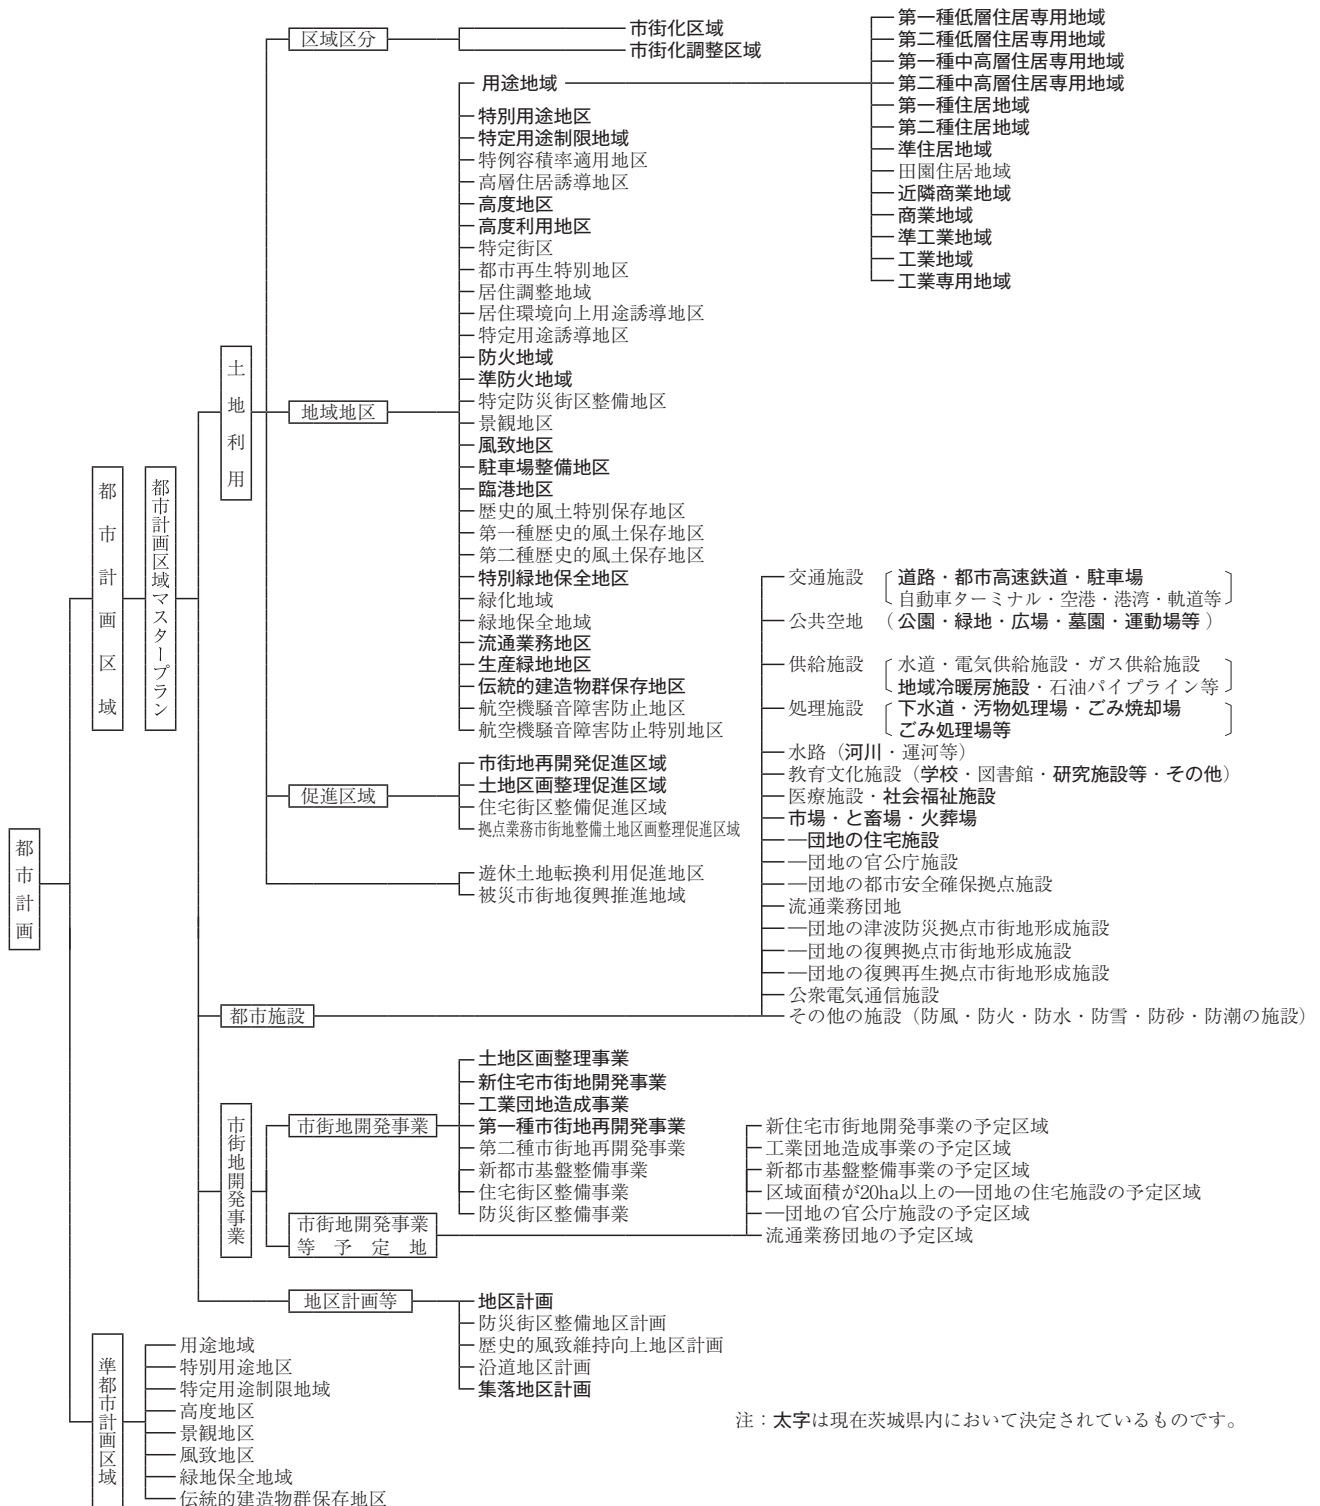 都市計画
都市計画区域
都市計画区域マスタープラン
土地利用
区域区分
市街化区域
市街化調整区域
地域地区
用途地域
第一種低層住居専用地域
第二種低層住居専用地域
第一種中高層住居専用地域
第二種中高層住居専用地域
第一種住居地域
第二種住居地域
準住居地域
田園住居地域
近隣商業地域
商業地域
準工業地域
工業地域
工業専用地域
特別用途地区
特定用途制限地域
特例容積率適用地区
高層住居誘導地区
高度地区
高度利用地区
特定街区
都市再生特別地区
居住調整地域
居住環境向上用途誘導地区
特定用途誘導地区
防火地域
準防火地域
特定防災街区整備地区
景観地区
風致地区
駐車場整備地区
臨港地区
歴史的風土特別保存地区
第一種歴史的風土保存地区
第二種歴史的風土保存地区
特別緑地保全地区
緑化地域
緑地保全地域
流通業務地区
生産緑地地区
伝統的建造物群保存地区
航空機騒音障害防止地区
航空機騒音障害防止特別地区
促進区域
市街地再開発促進区域
土地区画整理促進区域
住宅街区整備促進区域
拠点業務市街地整備土地区画整理促進区域
遊休土地転換利用促進地区
被災市街地復興推進地域
都市施設
交通施設 〔道路・都市高速鉄道・駐車場
自動車ターミナル・空港・港湾・軌道等〕
公共空地 (公園・緑地・広場・墓園・運動場等)
供給施設 〔水道・電気供給施設・ガス供給施設
地域冷暖房施設・石油パイプライン等〕
処理施設 〔下水道・汚物処理場・ごみ焼却場
ごみ処理場等〕
水路(河川・運河等)
教育文化施設(学校・図書館・研究施設等・その他)
医療施設・社会福祉施設
市場・と畜場・火葬場
一団地の住宅施設
一団地の官公庁施設
一団地の都市安全確保拠点施設
流通業務団地
一団地の津波防災拠点市街地形成施設
一団地の復興拠点市街地形成施設
一団地の復興再生拠点市街地形成施設
公衆電気通信施設
その他の施設(防風・防火・防水・防雪・防砂・防潮の施設)
市街地開発事業
市街地開発事業
土地区画整理事業
新住宅市街地開発事業
工業団地造成事業
第一種市街地再開発事業
第二種市街地再開発事業
新都市基盤整備事業
住宅街区整備事業
防災街区整備事業
市街地開発事業
等予定地
新住宅市街地開発事業の予定区域
工業団地造成事業の予定区域
新都市基盤整備事業の予定区域
区域面積が20ha以上の一団地の住宅施設の予定区域
一団地の官公庁施設の予定区域
流通業務団地の予定区域
地区計画等
地区計画
防災街区整備地区計画
歴史的風致維持向上地区計画
沿道地区計画
集落地区計画
準都市計画区域
用途地域
特別用途地区
特定用途制限地域
高度地区
景観地区
風致地区
緑地保全地域
伝統的建造物群保存地区
注:太字は現在茨城県内において決定されているものです。